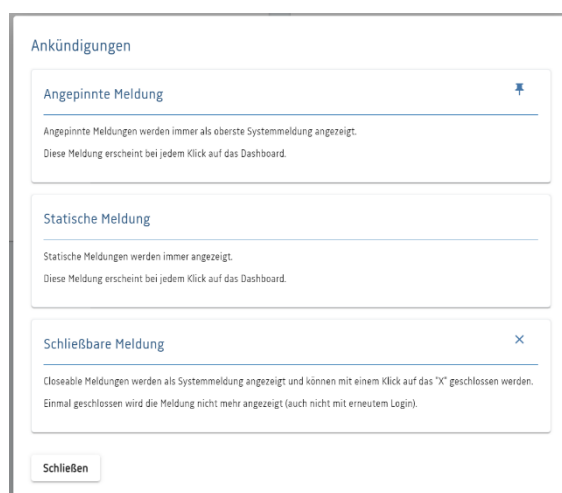 Ankündigungen
Angepinnte Meldung
Angepinnte Meldungen werden immer als oberste Systemmeldung angezeigt.
Diese Meldung erscheint bei jedem Klick auf das Dashboard.
Statische Meldung
Statische Meldungen werden immer angezeigt.
Diese Meldung erscheint bei jedem Klick auf das Dashboard.
Schließbare Meldung
Closeable Meldungen werden als Systemmeldung angezeigt und können mit einem Klick auf das "X" geschlossen werden.
Einmal geschlossen wird die Meldung nicht mehr angezeigt (auch nicht mit erneutem Login).
Schließen